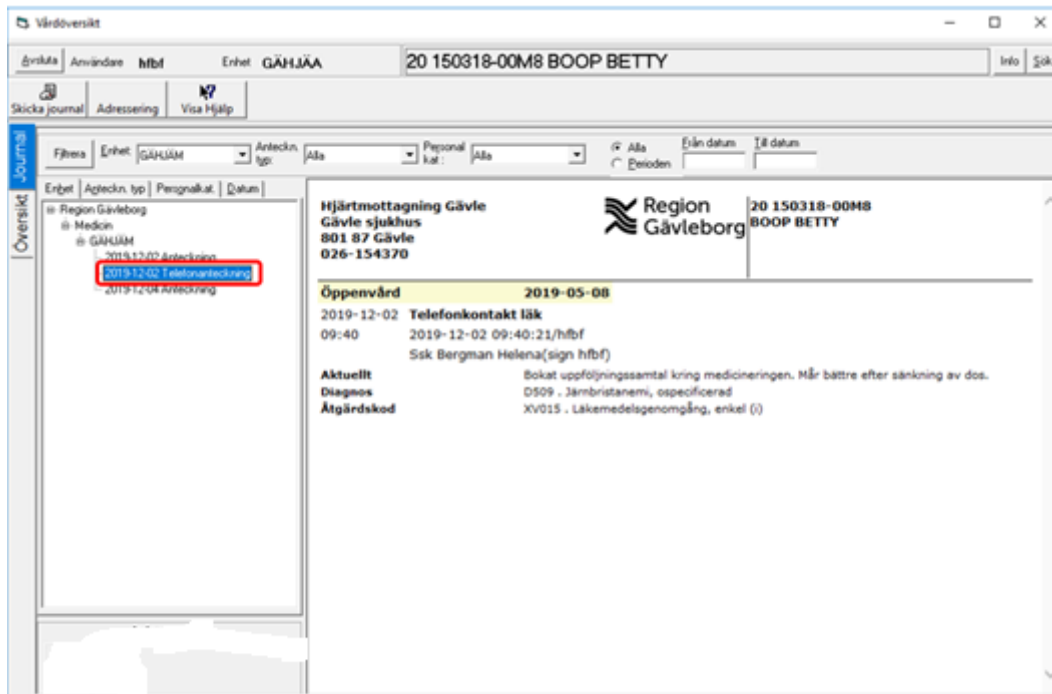 Vårdöversikt
Avsluta Användare hfbf Enhet GÄHJÄA 20 150318-00M8 BOOP BETTY Info Sök
Skicka journal Adressering Visa Hjälp
Journal
Översikt
Filtrera Enhet: GÄHJÄM Anteckn. typ: Alla Personal kat: Alla Alla Perioden Från datum Till datum
Enhet Anteckn. typ Personalkat. Datum
Region Gävleborg
Medicin
GÄHJÄM
2019-12-02 Anteckning
2019-12-02 Telefonanteckning
2019-12-04 Anteckning
Hjärtmottagning Gävle
Gävle sjukhus
801 87 Gävle
026-154370
Region
Gävleborg
20 150318-00M8
BOOP BETTY
Öppenvård 2019-05-08
2019-12-02 Telefonkontakt läk
09:40 2019-12-02 09:40:21/hfbf
Ssk Bergman Helena(sign hfbf)
Aktuellt Bokat uppföljningssamtal kring medicineringen. Mår bättre efter sänkning av dos.
Diagnos D509 . Järnbristanemi, ospecificerad
Åtgärdskod XV015 . Läkemedelsgenomgång, enkel (i)